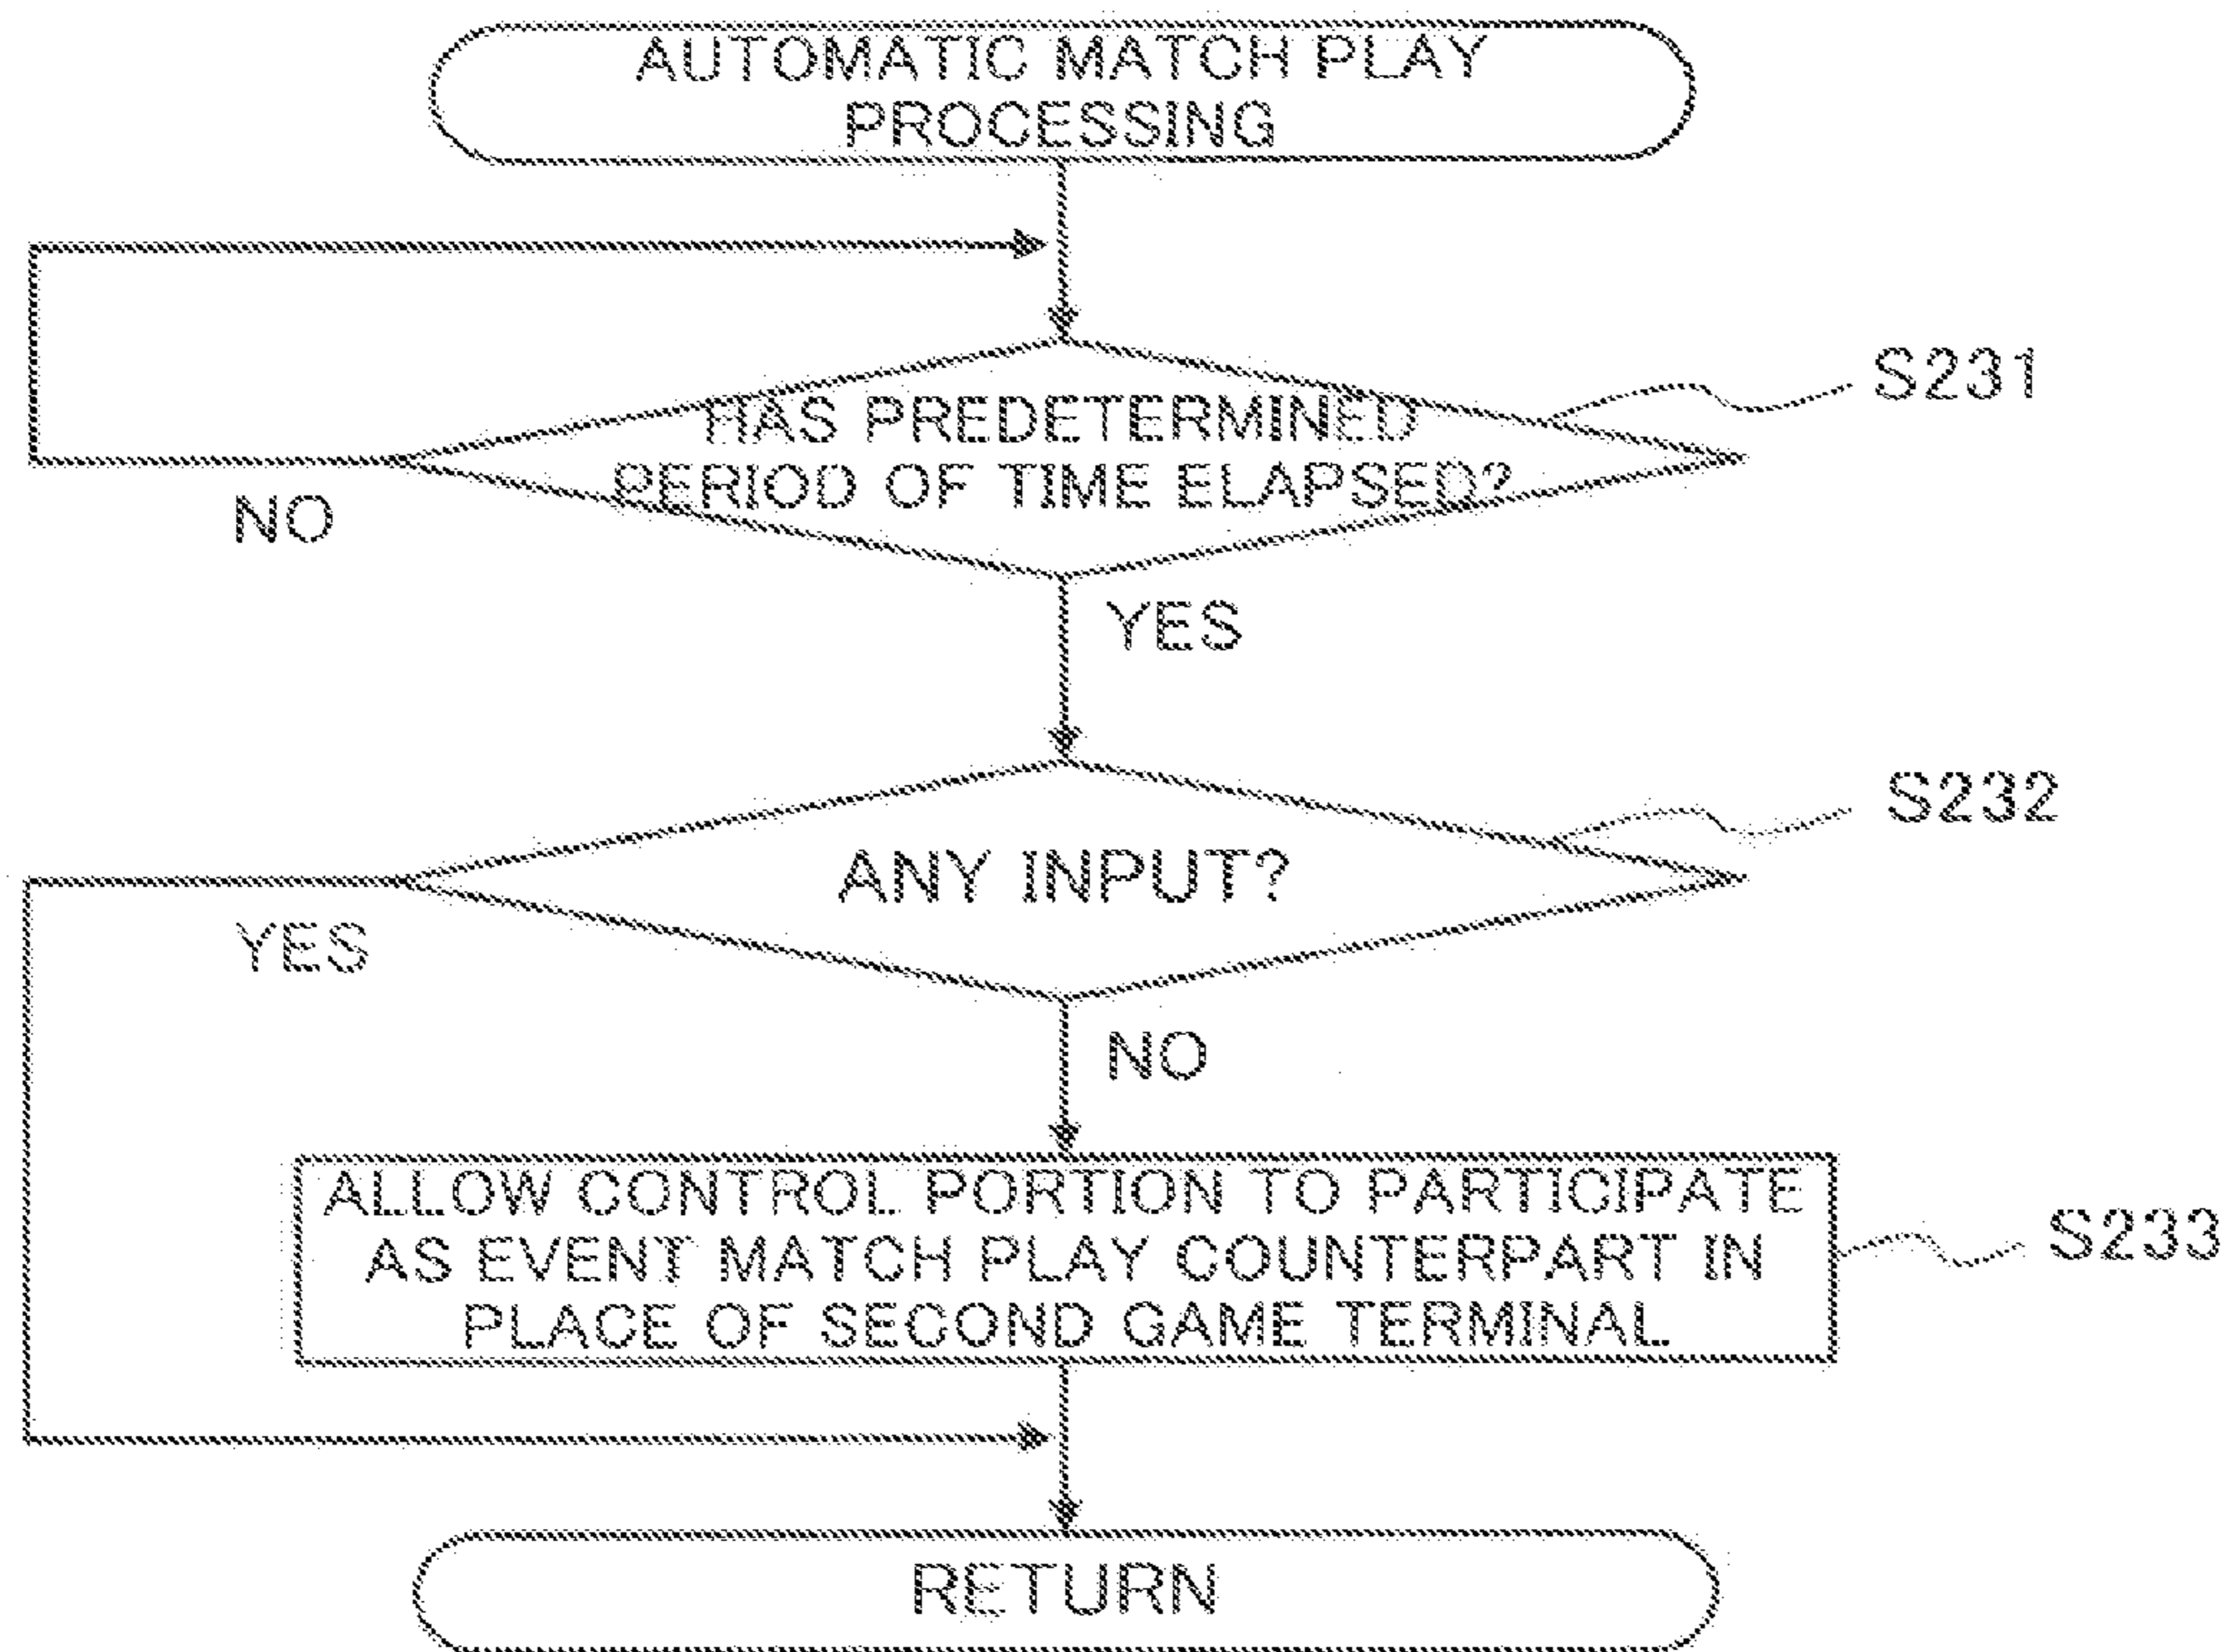 AUTOMATIC MATCH PLAY
PROCESSING
S231
HAS PREDETERMINED
PERIOD OF TIME ELAPSED?
NO
YES
S232
ANY INPUT?
YES
NO
ALLOW CONTROL PORTION TO PARTICIPATE
AS EVENT MATCH PLAY COUNTERPART IN
PLACE OF SECOND GAME TERMINAL
S233
RETURN